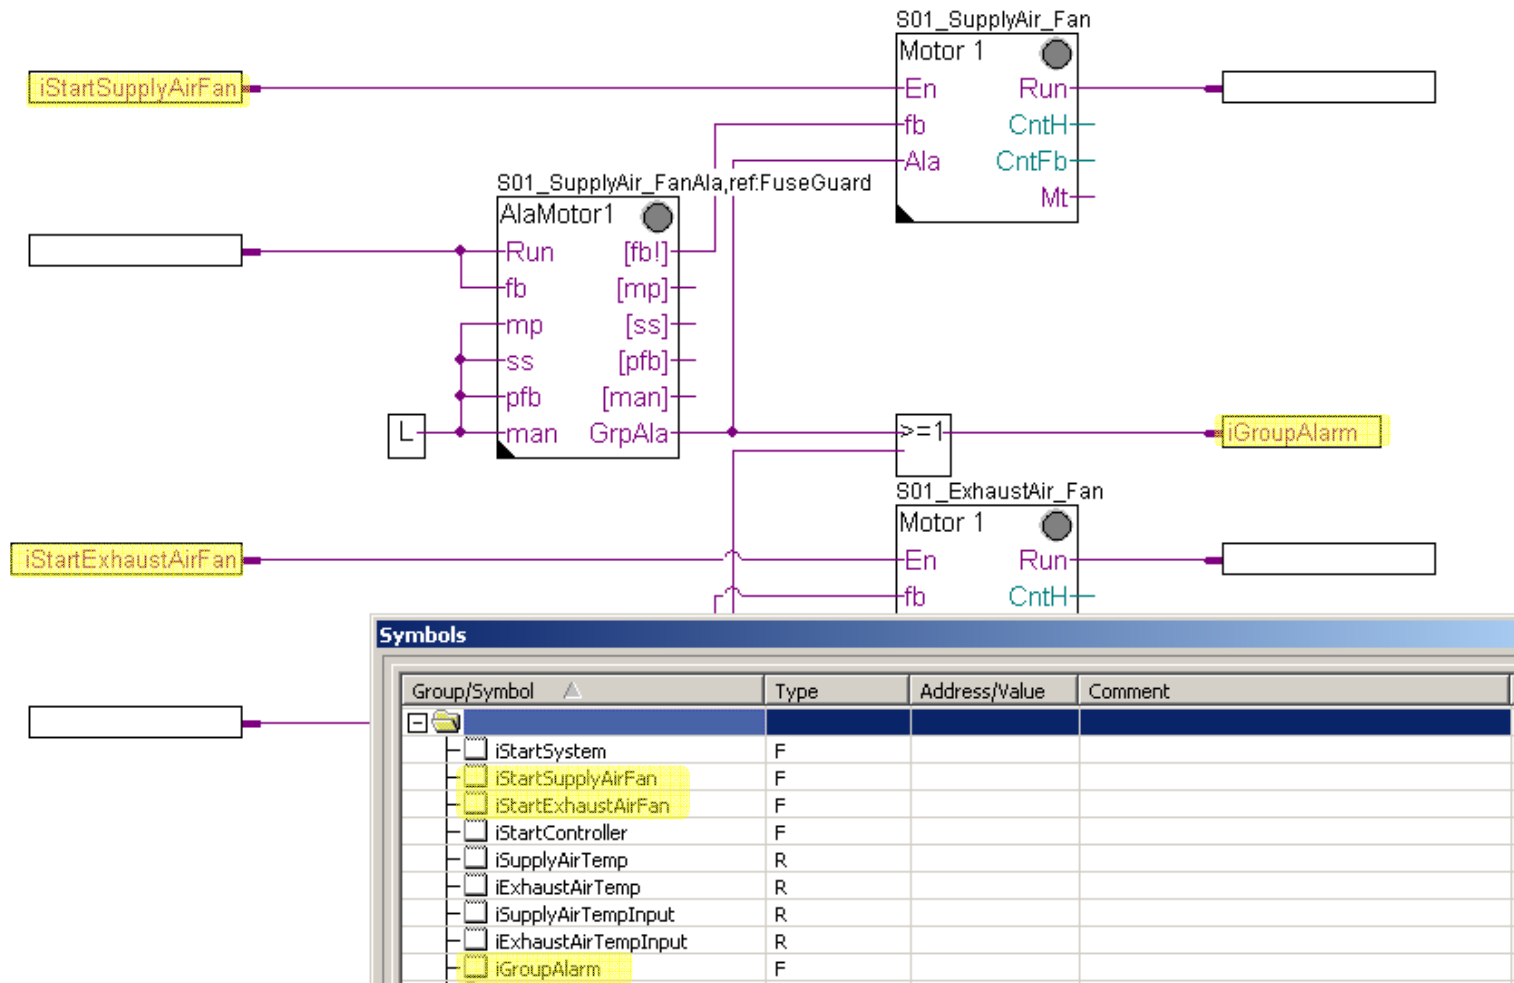 S01_SupplyAir_Fan
Motor 1
iStartSupplyAirFan
En Run
fb CntH
Ala CntFb
Mt
S01_SupplyAir_FanAla,ref:FuseGuard
AlaMotor1
Run [fb!]
fb [mp]
mp [ss]
ss [pfb]
pfb [man]
L man GrpAla >=1 iGroupAlarm
S01_ExhaustAir_Fan
Motor 1
iStartExhaustAirFan En Run
fb CntH
Symbols
Group/Symbol Type Address/Value Comment
iStartSystem F
iStartSupplyAirFan F
iStartExhaustAirFan F
iStartController F
iSupplyAirTemp R
iExhaustAirTemp R
iSupplyAirTempInput R
iExhaustAirTempInput R
iGroupAlarm F